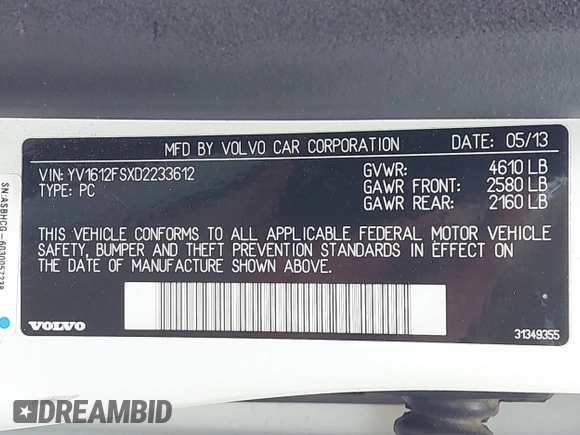 MFD BY VOLVO CAR CORPORATION DATE: 05/13
VIN: YV1612FSXD2233612 GVWR: 4610 LB
TYPE: PC GAWR FRONT: 2580 LB
GAWR REAR: 2160 LB
THIS VEHICLE CONFORMS TO ALL APPLICABLE FEDERAL MOTOR VEHICLE
SAFETY, BUMPER AND THEFT PREVENTION STANDARDS IN EFFECT ON
THE DATE OF MANUFACTURE SHOWN ABOVE.
VOLVO
31349355
DREAMBID